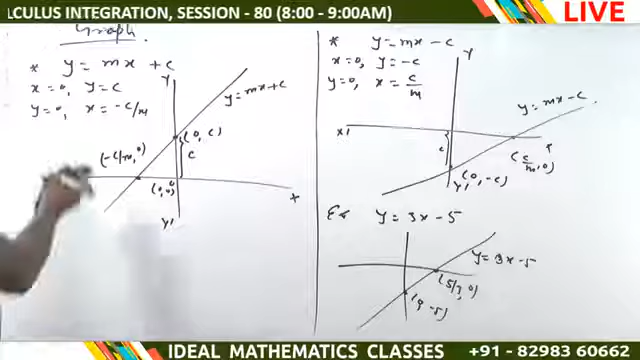 LCULUS INTEGRATION, SESSION - 80 (8:00 - 9:00AM)
LIVE
Graph.
* y = mx + c
x = 0, y = c
y = 0, x = -c/m
y
y = mx + c
(0, c)
c
(-c/m, 0)
(0, 0)
x
y'
* y = mx - c
x = 0, y = -c
y = 0, x = c/m
y
y = mx - c
x'
c
(c/m, 0)
(0, -c)
y'
Ex y = 3x - 5
y = 3x - 5
(5/3, 0)
(0, -5)
IDEAL MATHEMATICS CLASSES
+91 - 82983 60662